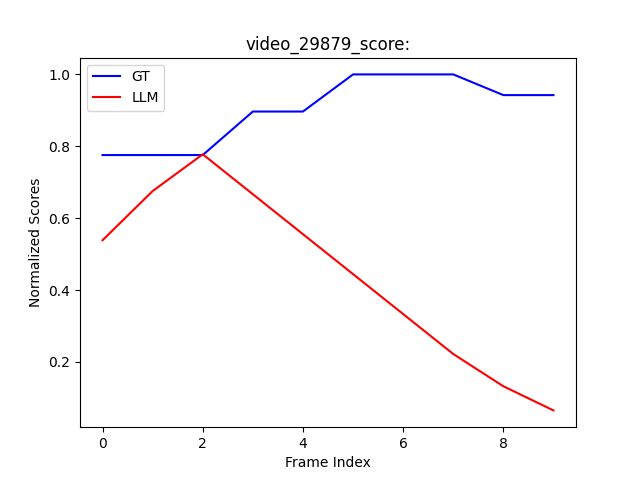 video_29879_score:
GT
LLM
1.0
0.8
0.6
0.4
0.2
Normalized Scores
0 2 4 6 8
Frame Index